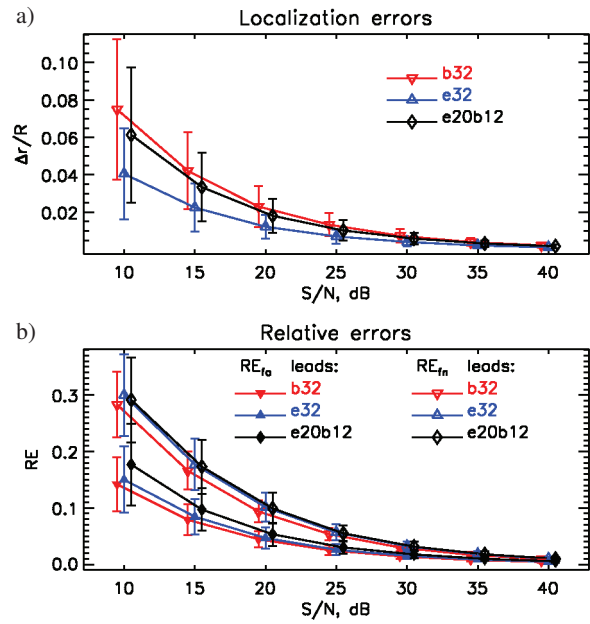 a)
Localization errors
0.10
0.08
0.06
0.04
0.02
Δr/R
b32
e32
e20b12
10 15 20 25 30 35 40
S/N, dB
b)
Relative errors
0.3
0.2
0.1
0.0
RE
RE_fa leads: RE_fn leads:
b32 b32
e32 e32
e20b12 e20b12
10 15 20 25 30 35 40
S/N, dB